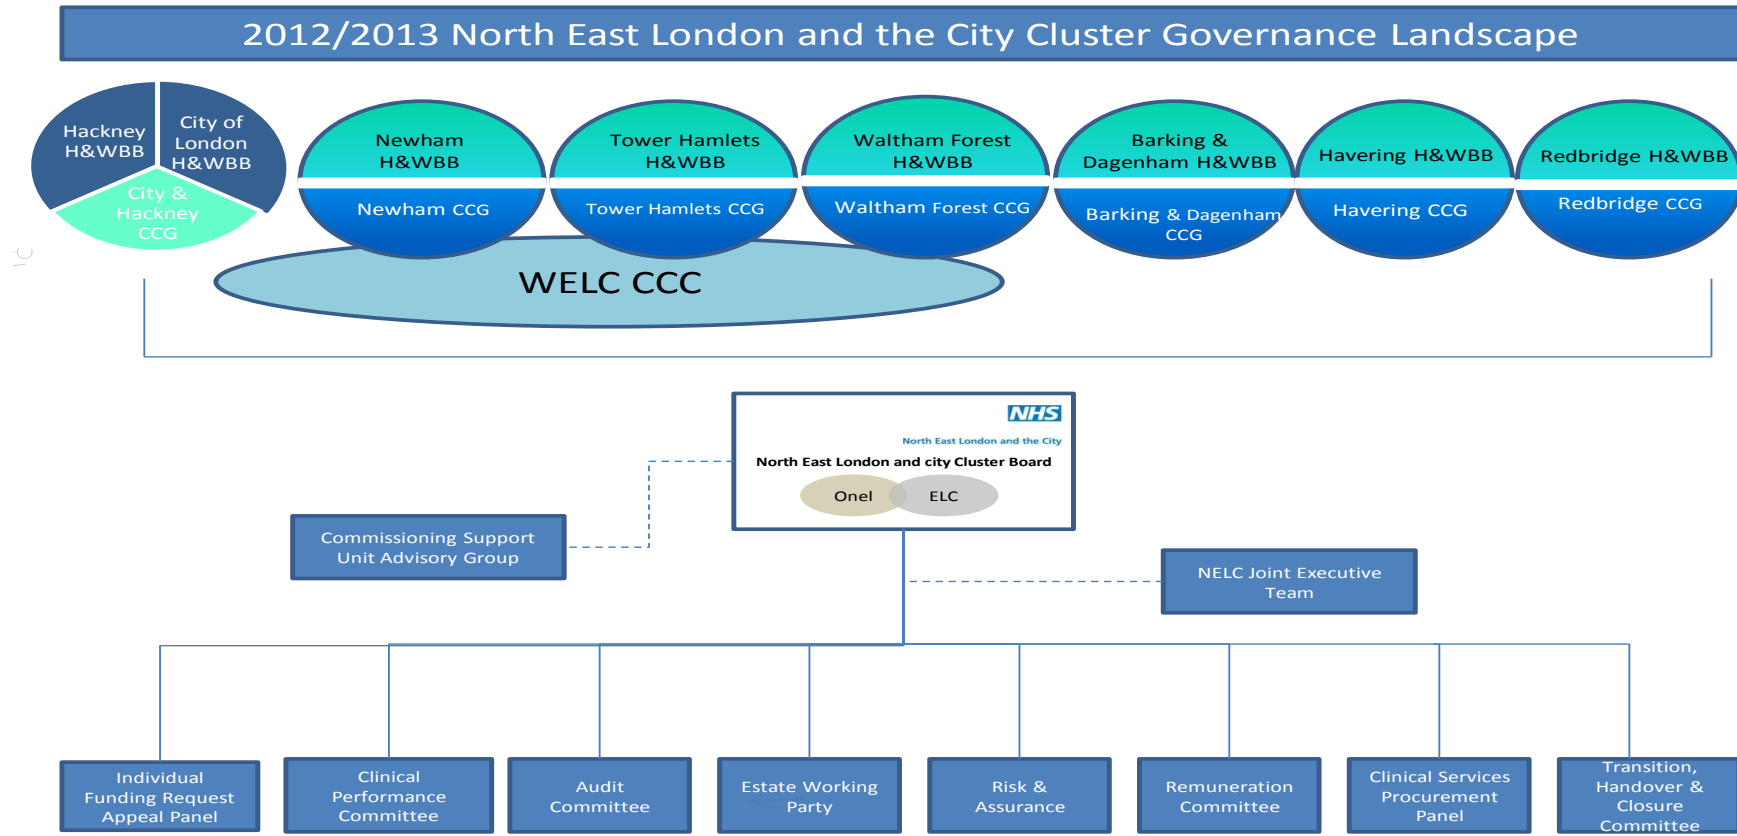 2012/2013 North East London and the City Cluster Governance Landscape
Hackney
H&WBB
City of
London
H&WBB
City &
Hackney
CCG
Newham
H&WBB
Newham CCG
Tower Hamlets
H&WBB
Tower Hamlets CCG
Waltham Forest
H&WBB
Waltham Forest CCG
Barking &
Dagenham H&WBB
Barking & Dagenham
CCG
Havering H&WBB
Havering CCG
Redbridge H&WBB
Redbridge CCG
WELC CCC
NHS
North East London and the City
North East London and city Cluster Board
Onel
ELC
Commissioning Support
Unit Advisory Group
NELC Joint Executive
Team
Individual
Funding Request
Appeal Panel
Clinical
Performance
Committee
Audit
Committee
Estate Working
Party
Risk &
Assurance
Remuneration
Committee
Clinical Services
Procurement
Panel
Transition,
Handover &
Closure
Committee